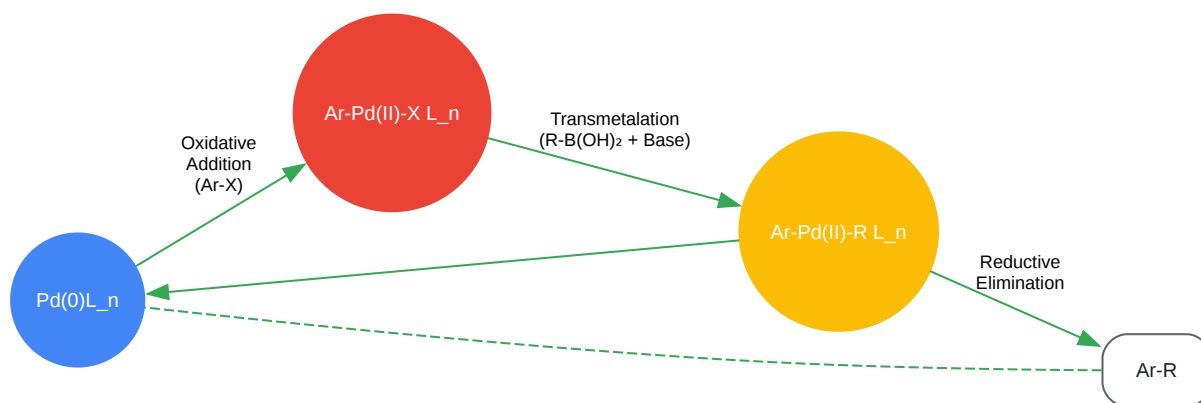 Ar-Pd(II)-X L_n
Oxidative
Addition
(Ar-X)
Transmetalation
(R-B(OH)₂ + Base)
Ar-Pd(II)-R L_n
Pd(0)L_n
Reductive
Elimination
Ar-R